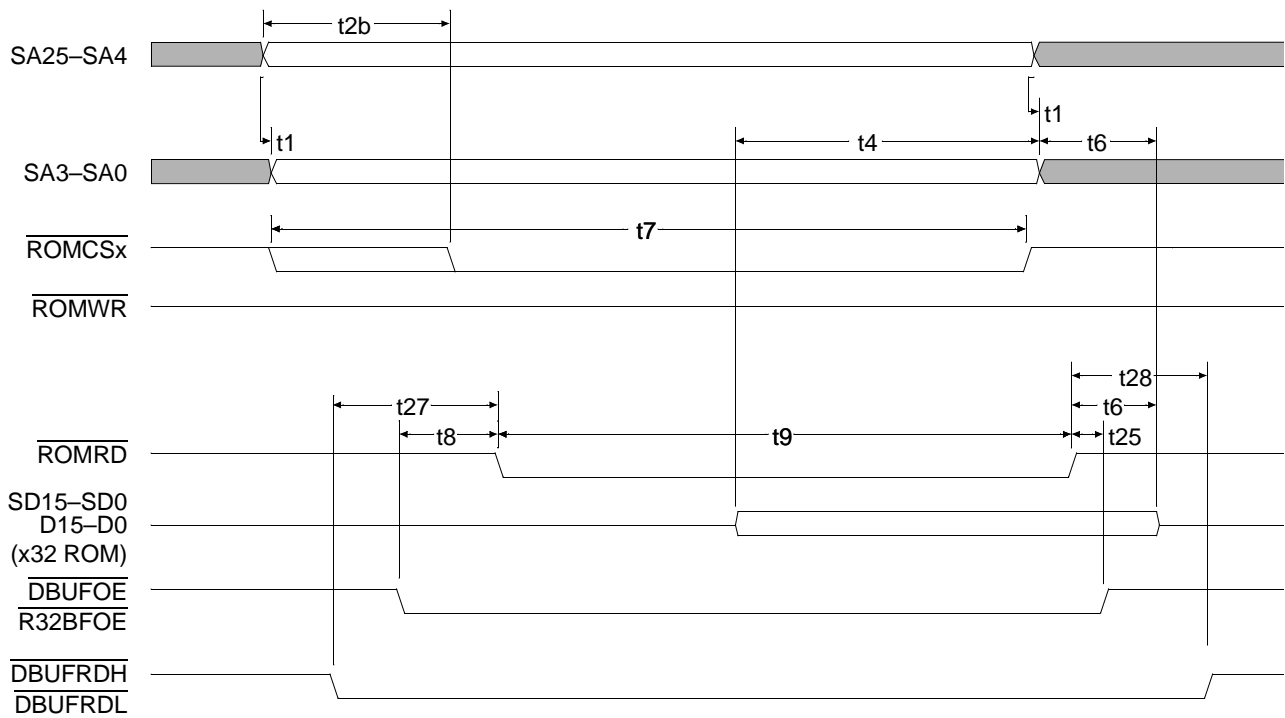 t2b
SA25–SA4
t1
t1
t4
t6
SA3–SA0
t7
ROMCSx
ROMWR
t28
t27
t6
t8
t9
t25
ROMRD
SD15–SD0
D15–D0
(x32 ROM)
DBUFOE
R32BFOE
DBUFRDH
DBUFRDL